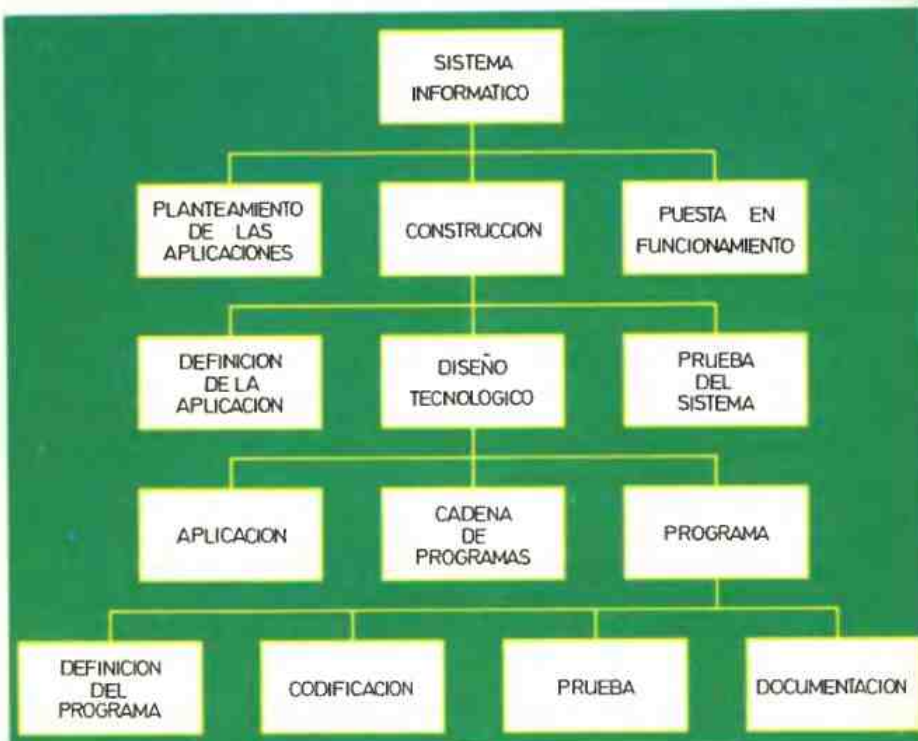 SISTEMA
INFORMATICO
PLANTEAMIENTO
DE LAS
APLICACIONES
CONSTRUCCION
PUESTA EN
FUNCIONAMIENTO
DEFINICION
DE LA
APLICACION
DISEÑO
TECNOLOGICO
PRUEBA
DEL
SISTEMA
APLICACION
CADENA
DE
PROGRAMAS
PROGRAMA
DEFINICION
DEL
PROGRAMA
CODIFICACION
PRUEBA
DOCUMENTACION